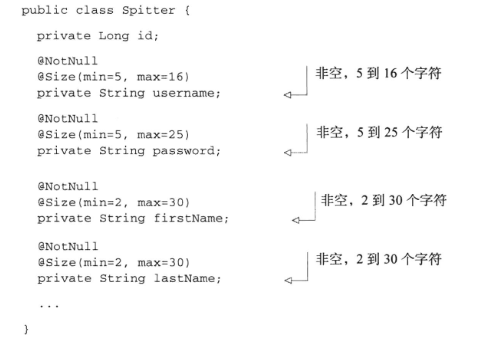 public class Spitter {
private Long id;
@NotNull
@Size(min=5, max=16)
非空，5 到 16 个字符
private String username;
@NotNull
@Size(min=5, max=25)
非空，5 到 25 个字符
private String password;
@NotNull
@Size(min=2, max=30)
非空，2 到 30 个字符
private String firstName;
@NotNull
@Size(min=2, max=30)
非空，2 到 30 个字符
private String lastName;
...
}